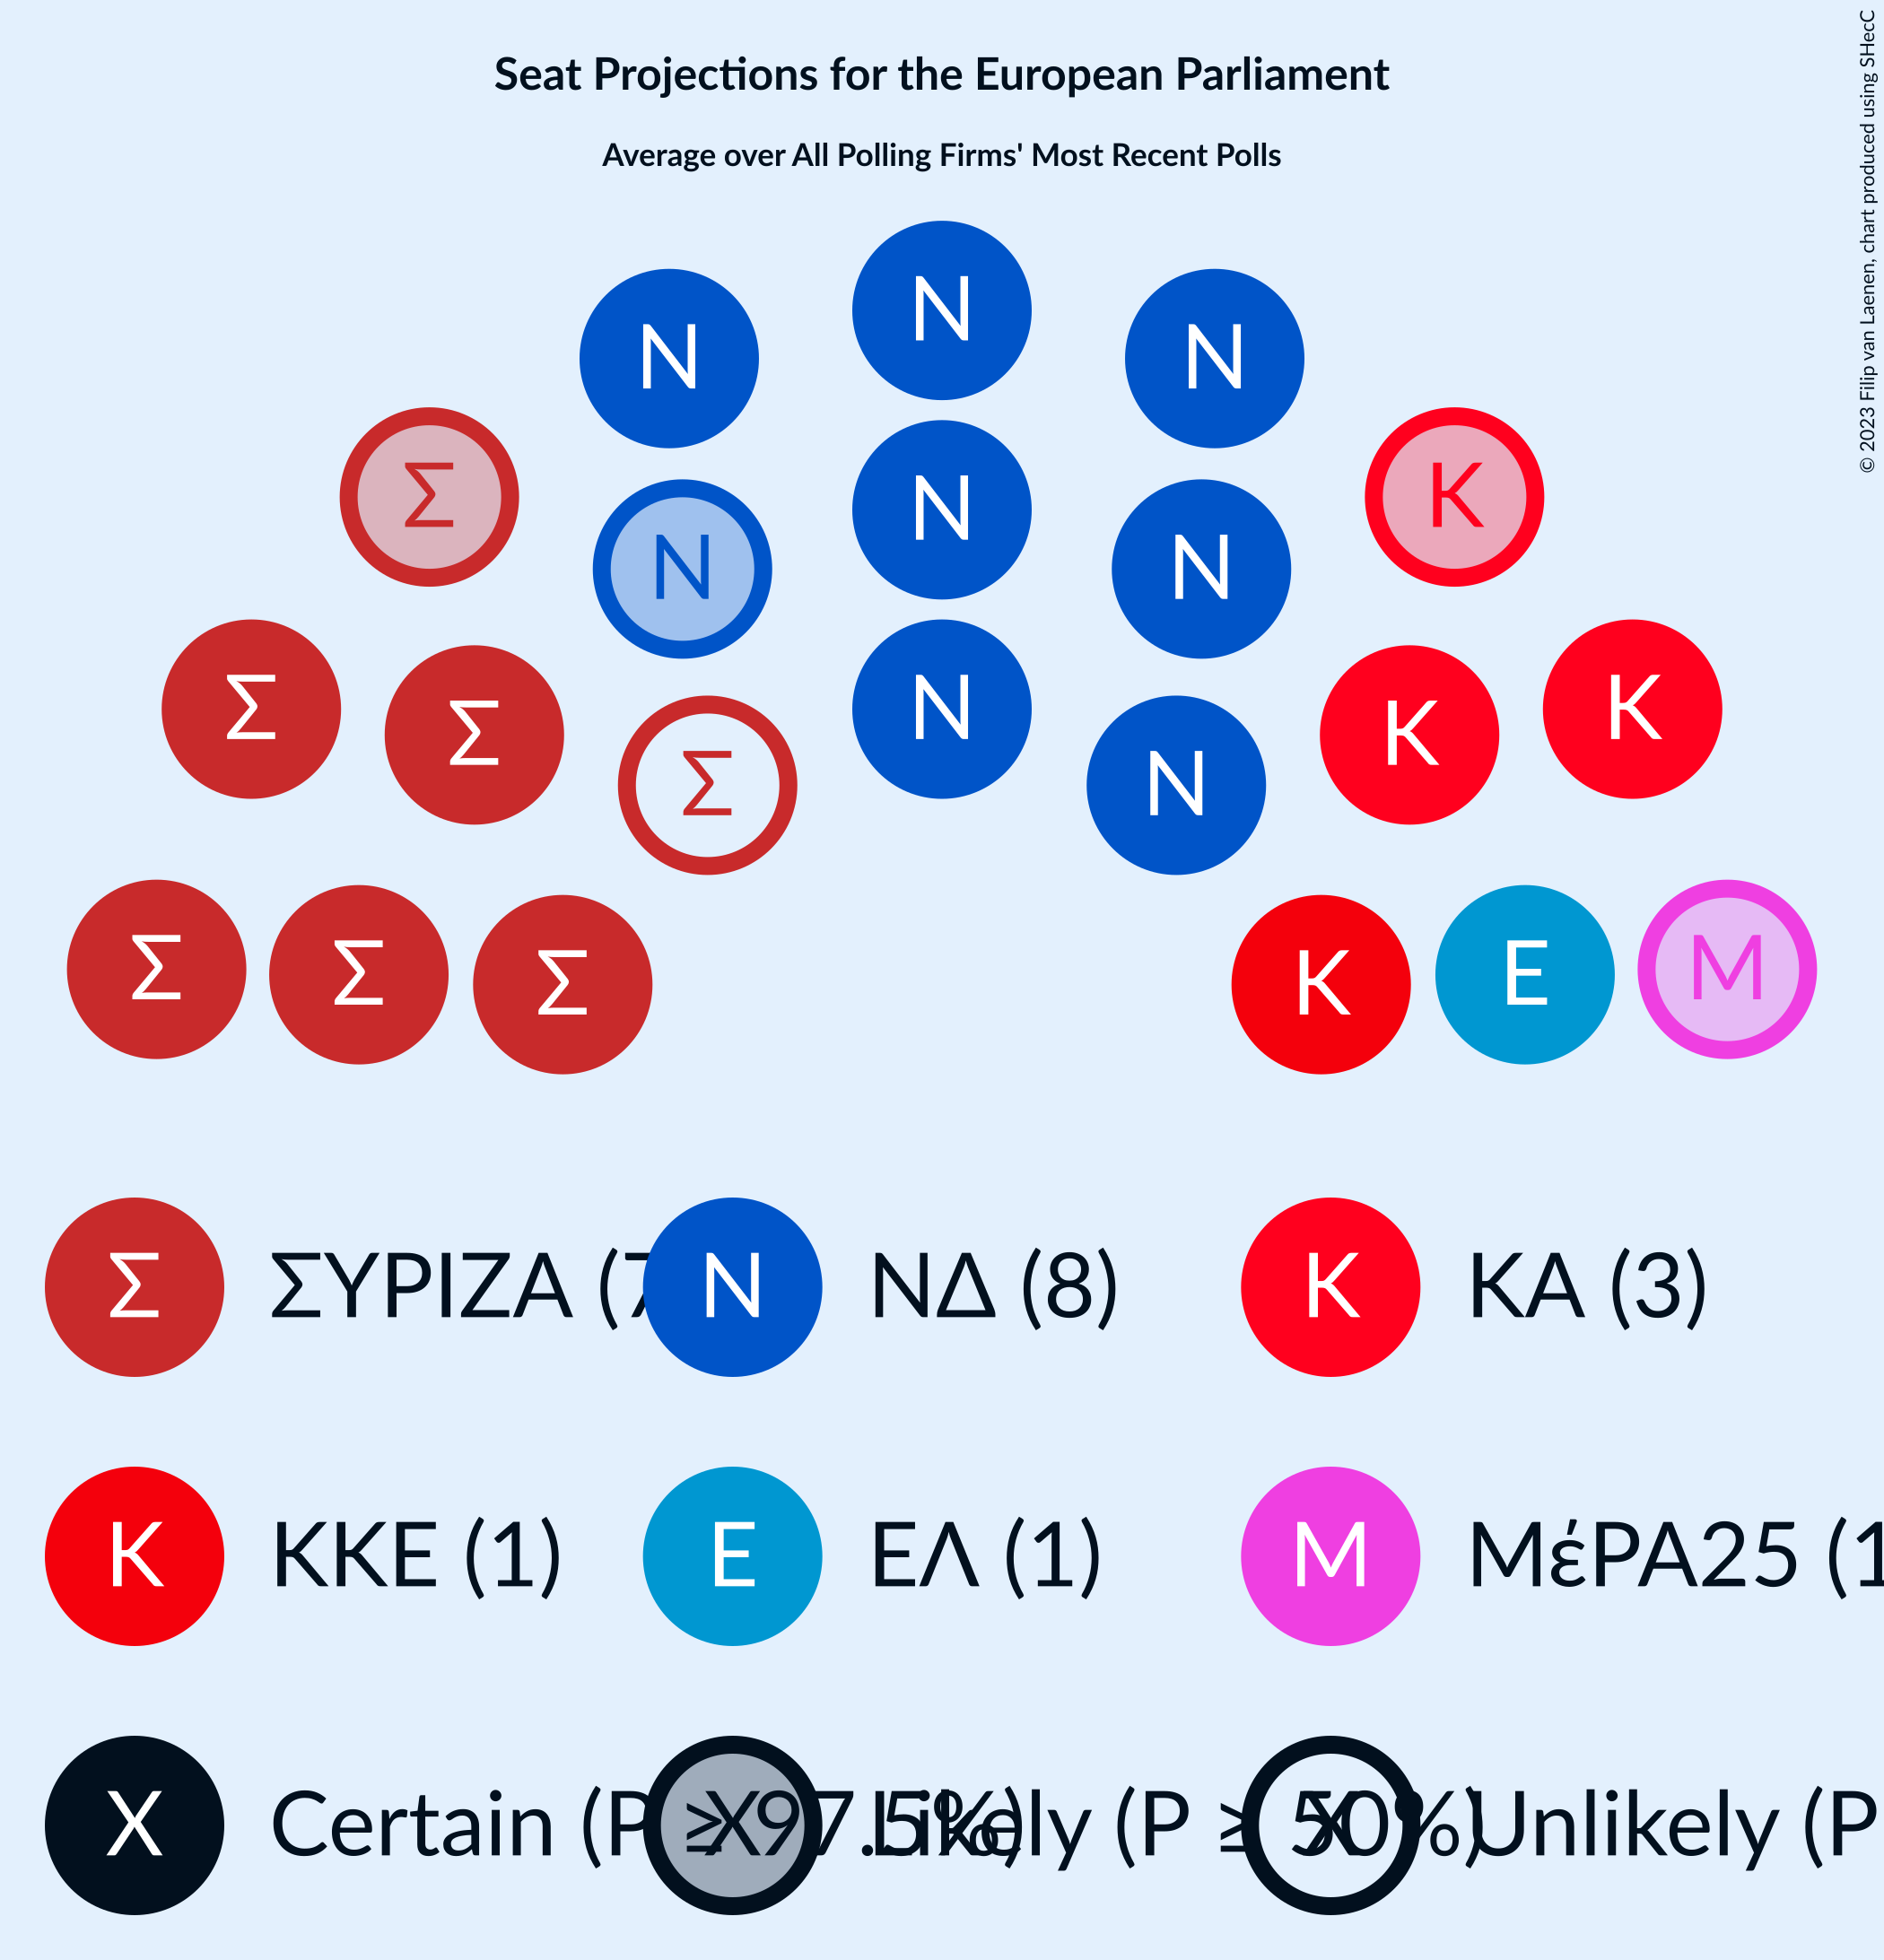 Seat Projections for the European Parliament
Average over All Polling Firms' Most Recent Polls
© 2023 Filip van Laenen, chart produced using SHecC
Ν
Ν Ν
Σ Κ
Ν Ν Ν
Σ Σ Σ Ν Ν Κ Κ
Σ Σ Σ Κ Ε Μ
Σ ΣΥΡΙΖΑ (7 Ν ΝΔ (8) Κ ΚΑ (3)
Κ ΚΚΕ (1) Ε ΕΛ (1) Μ ΜέΡΑ25 (1
X Certain (P ≥ 97.5%) X Likely (P ≥ 50%) X Unlikely (P